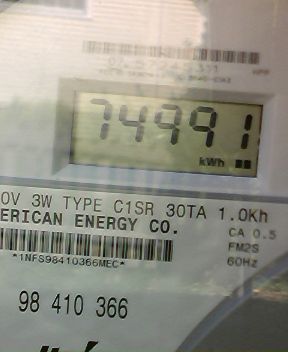 74991
kWh
0V 3W TYPE C1SR 30TA 1.0Kh
ERICAN ENERGY CO.
CA 0.5
FM2S
*1NFS98410366MEC*
60Hz
98 410 366